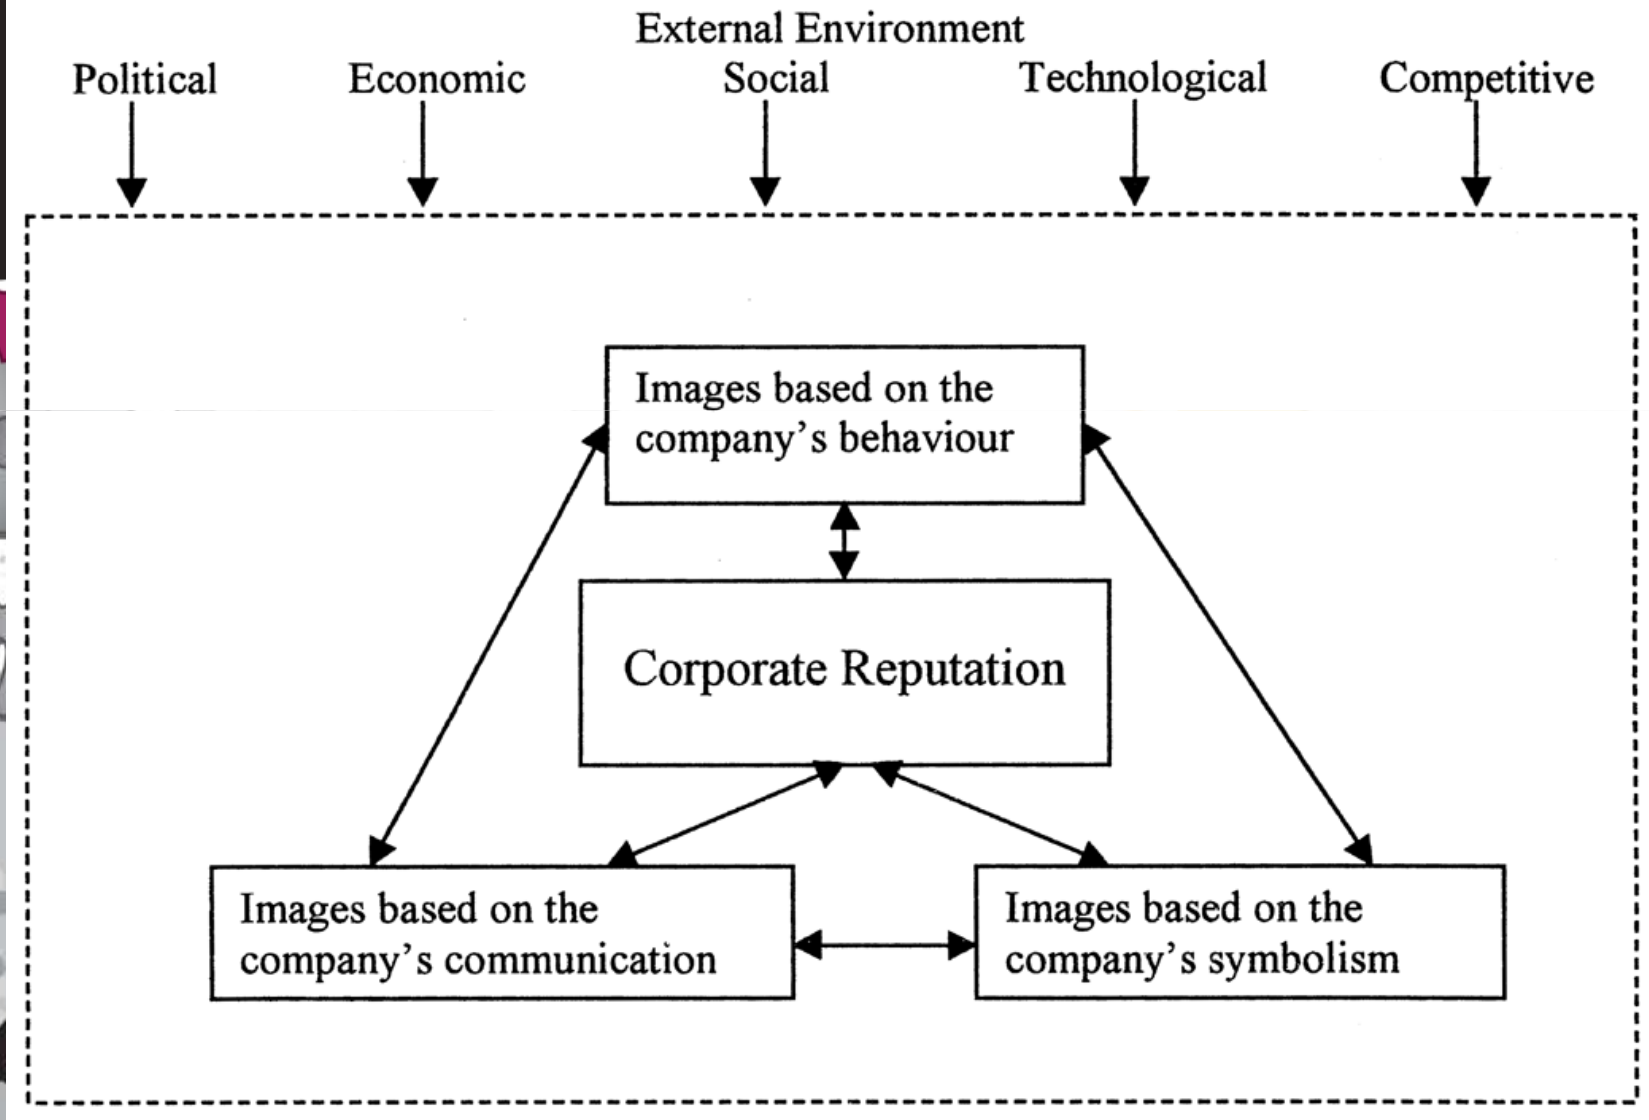 External Environment
Political Economic Social Technological Competitive
Images based on the
company's behaviour
Corporate Reputation
Images based on the
company's communication
Images based on the
company's symbolism